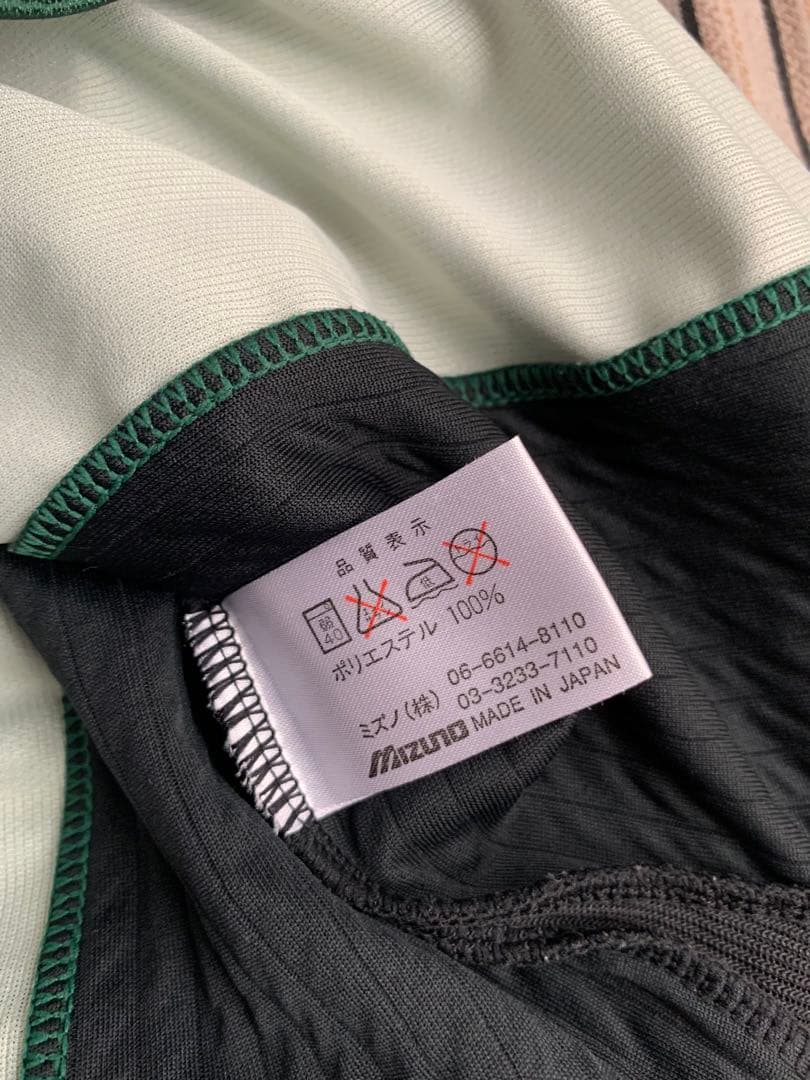 品質表示
40
低
ポリエステル 100%
ミズノ(株) 06-6614-8110
03-3233-7110
MIZUNO MADE IN JAPAN